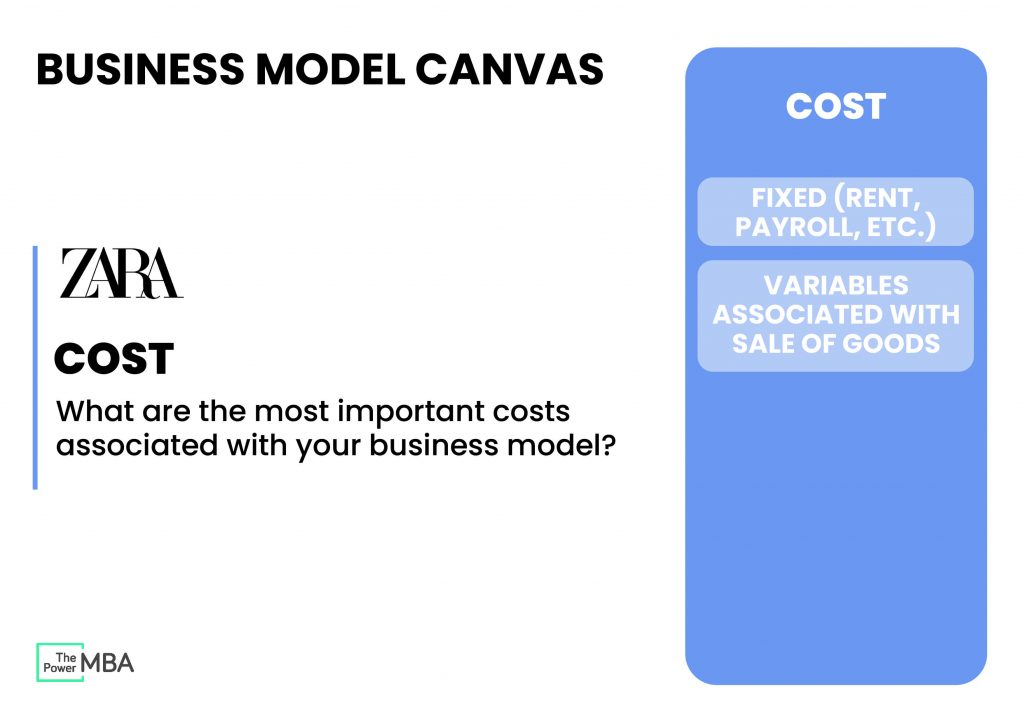 BUSINESS MODEL CANVAS
COST
FIXED (RENT,
PAYROLL, ETC.)
VARIABLES
ASSOCIATED WITH
SALE OF GOODS
ZARA
COST
What are the most important costs
associated with your business model?
The
Power MBA